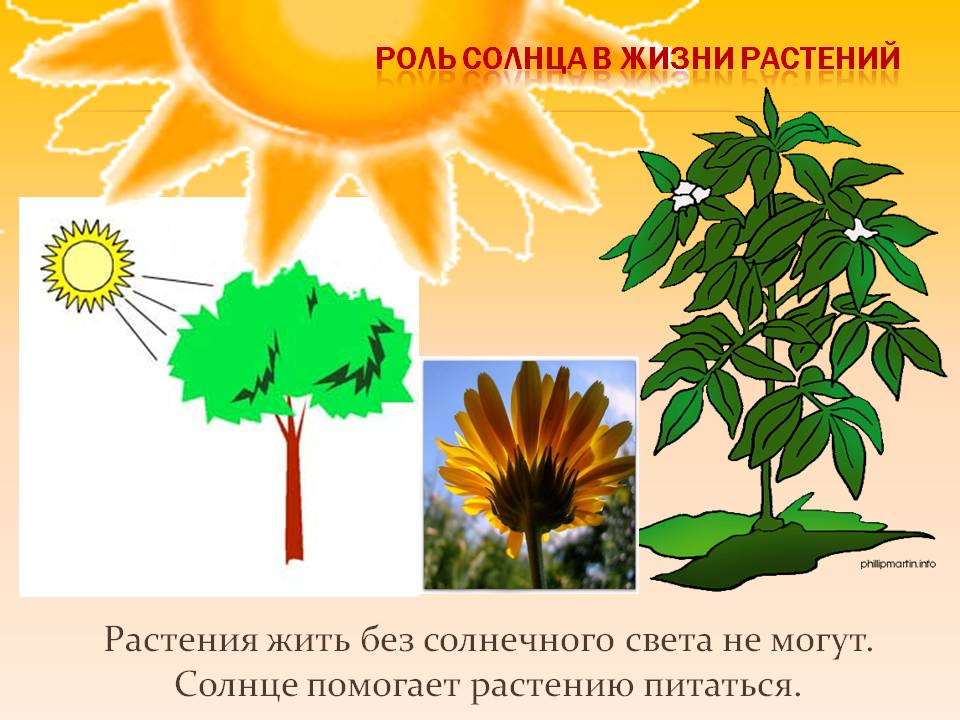 РОЛЬ СОЛНЦА В ЖИЗНИ РАСТЕНИЙ
phillipmartin.info
Растения жить без солнечного света не могут.
Солнце помогает растению питаться.